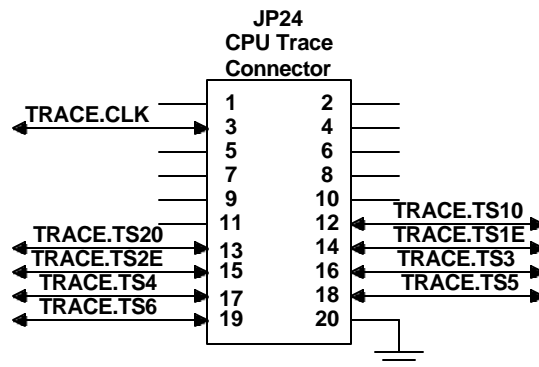 JP24
CPU Trace
Connector
1 2
TRACE.CLK 3 4
5 6
7 8
9 10
11 12 TRACE.TS10
TRACE.TS20 13 14 TRACE.TS1E
TRACE.TS2E 15 16 TRACE.TS3
TRACE.TS4 17 18 TRACE.TS5
TRACE.TS6 19 20